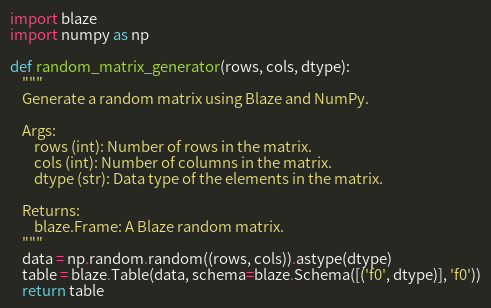 import blaze
import numpy as np

def random_matrix_generator(rows, cols, dtype):
    """
    Generate a random matrix using Blaze and NumPy.

    Args:
        rows (int): Number of rows in the matrix.
        cols (int): Number of columns in the matrix.
        dtype (str): Data type of the elements in the matrix.

    Returns:
        blaze.Frame: A Blaze random matrix.
    """
    data = np.random.random((rows, cols)).astype(dtype)
    table = blaze.Table(data, schema=blaze.Schema([('f0', dtype)], 'f0'))
    return table